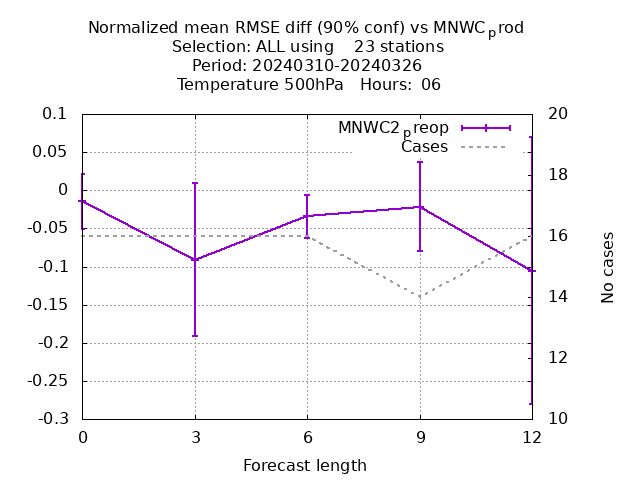 Normalized mean RMSE diff (90% conf) vs MNWCprod
Selection: ALL using 23 stations
Period: 20240310-20240326
Temperature 500hPa Hours: 06
MNWC2preop
Cases
0.1
0.05
0
-0.05
-0.1
-0.15
-0.2
-0.25
-0.3
20
18
16
14
12
10
No cases
0 3 6 9 12
Forecast length